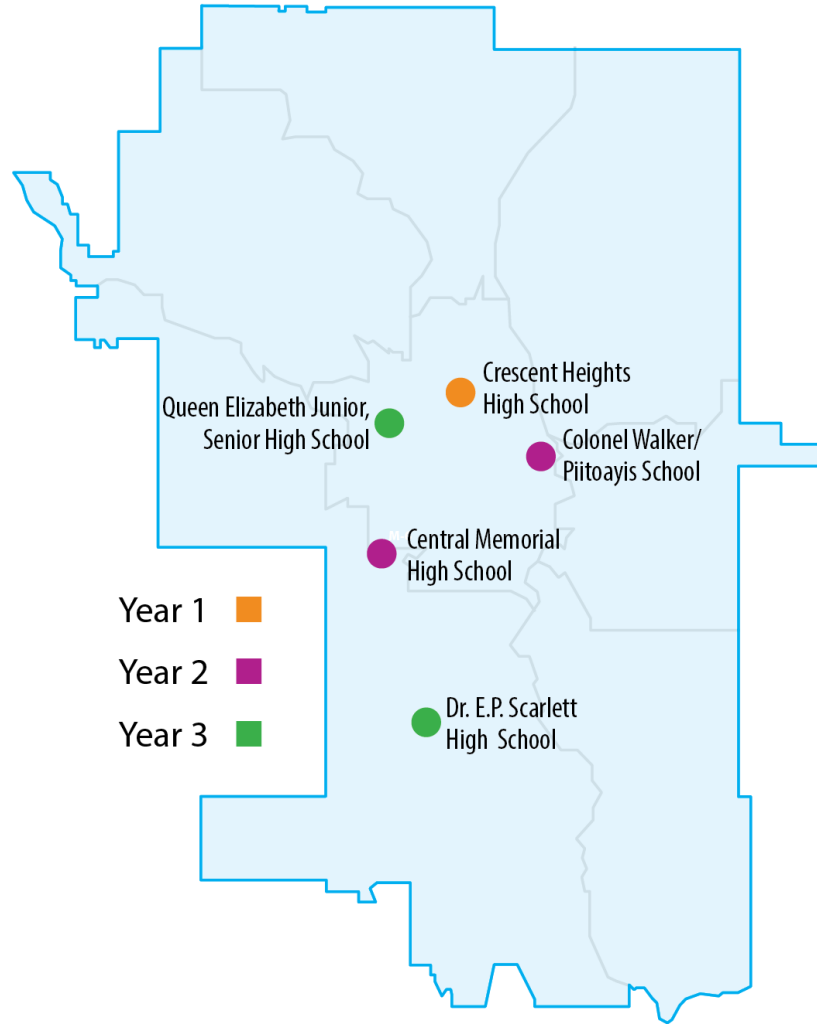 Crescent Heights
High School
Queen Elizabeth Junior,
Senior High School
Colonel Walker/
Piitoayis School
Central Memorial
High School
Year 1
Year 2
Year 3
Dr. E.P. Scarlett
High School